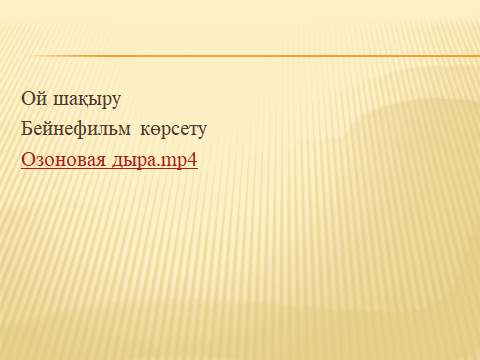 Ой шақыру
Бейнефильм көрсету
Озоновая дыра.mp4